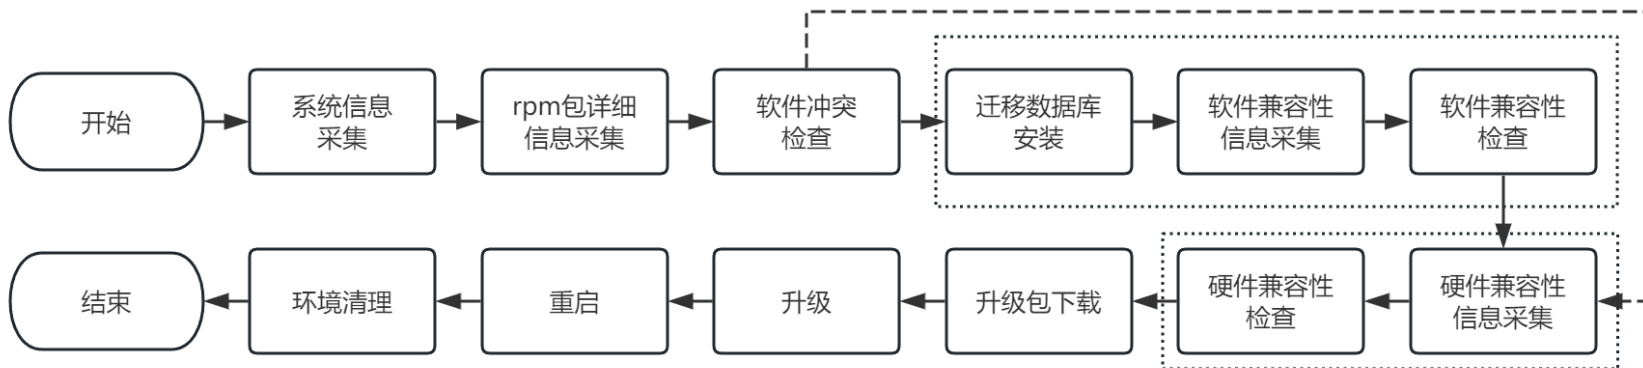 开始
系统信息
采集
rpm包详细
信息采集
软件冲突
检查
迁移数据库
安装
软件兼容性
信息采集
软件兼容性
检查
硬件兼容性
信息采集
硬件兼容性
检查
升级包下载
升级
重启
环境清理
结束